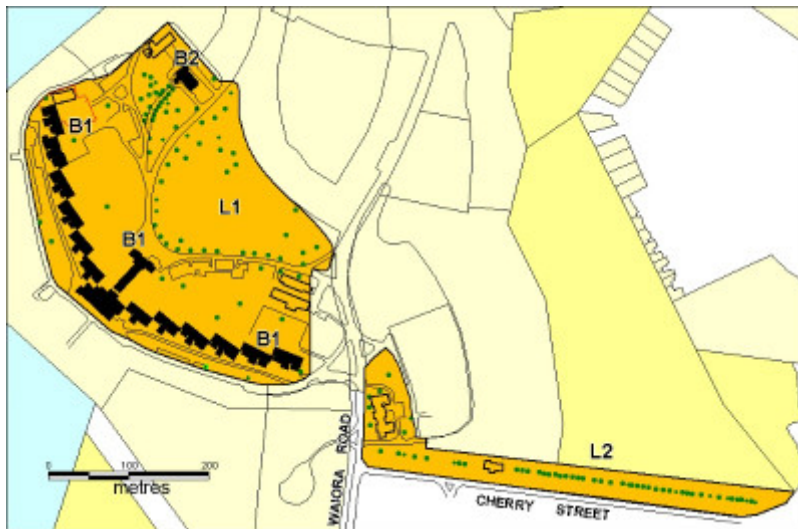 B2
B1
L1
B1
B1
L2
0 100 200
metres
WAIORA ROAD
CHERRY STREET